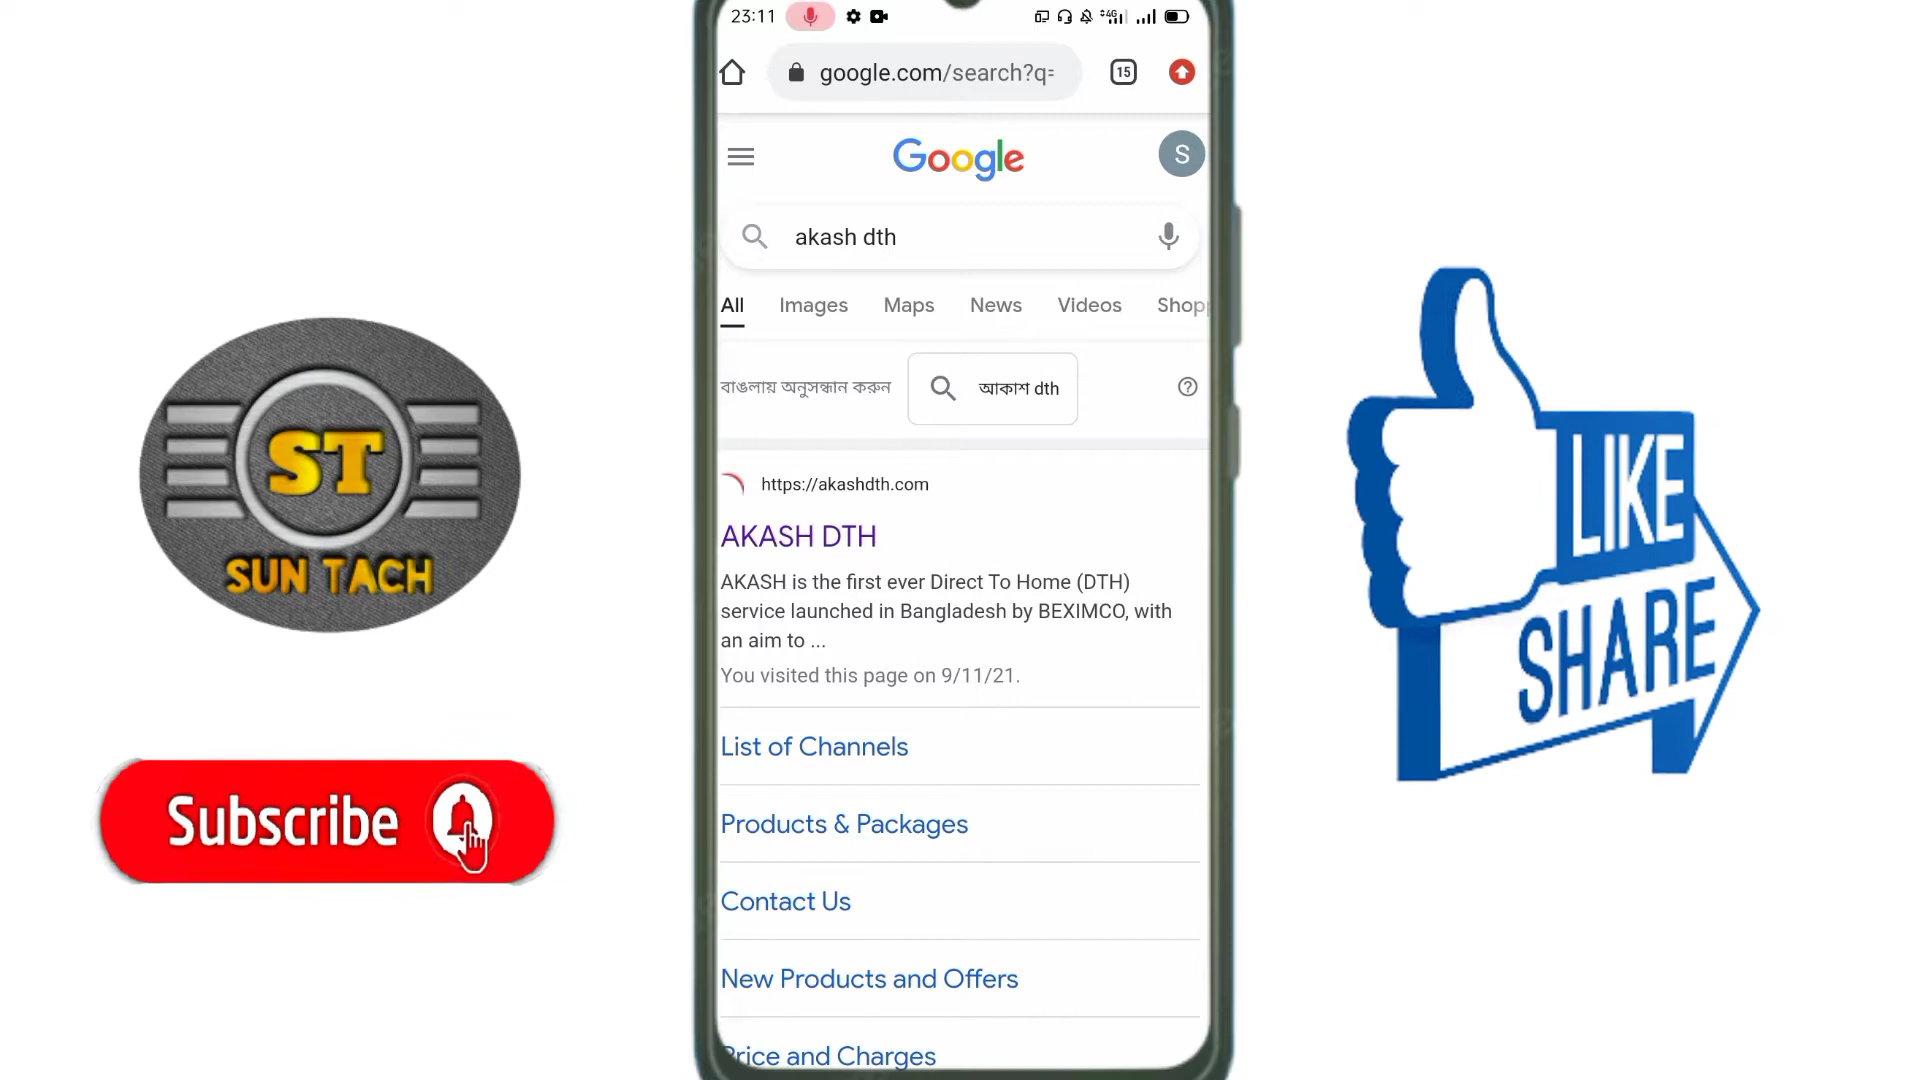 23:11
4G
google.com/search?q=
15
Google
S
akash dth
All Images Maps News Videos Shopp
বাঙলায় অনুসন্ধান করুন
আকাশ dth
https://akashdth.com
AKASH DTH
AKASH is the first ever Direct To Home (DTH)
service launched in Bangladesh by BEXIMCO, with
an aim to ...
You visited this page on 9/11/21.
List of Channels
Products & Packages
Contact Us
New Products and Offers
Price and Charges
ST
SUN TACH
Subscribe
LIKE
SHARE